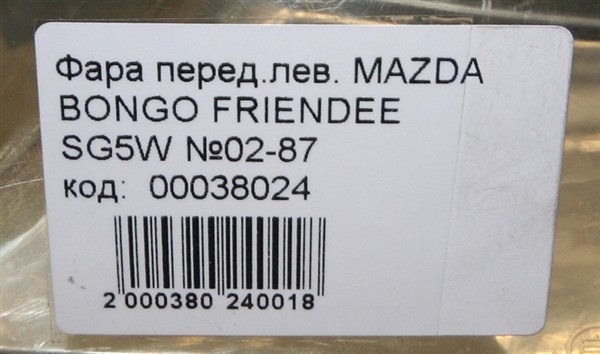 Фара перед.лев. MAZDA
BONGO FRIENDEE
SG5W №02-87
код: 00038024
2 000380 240018